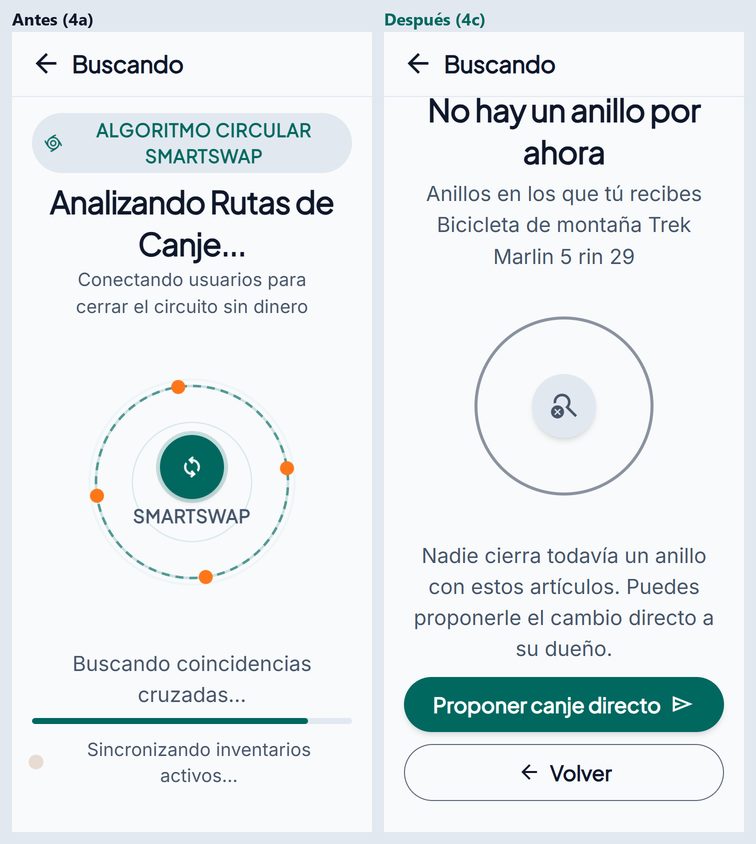 Antes (4a)
Buscando
ALGORITMO CIRCULAR
SMARTSWAP
Analizando Rutas de
Canje...
Conectando usuarios para
cerrar el circuito sin dinero
SMARTSWAP
Buscando coincidencias
cruzadas...
Sincronizando inventarios
activos...
Después (4c)
Buscando
No hay un anillo por
ahora
Anillos en los que tú recibes
Bicicleta de montaña Trek
Marlin 5 rin 29
Nadie cierra todavía un anillo
con estos artículos. Puedes
proponerle el cambio directo a
su dueño.
Proponer canje directo
Volver